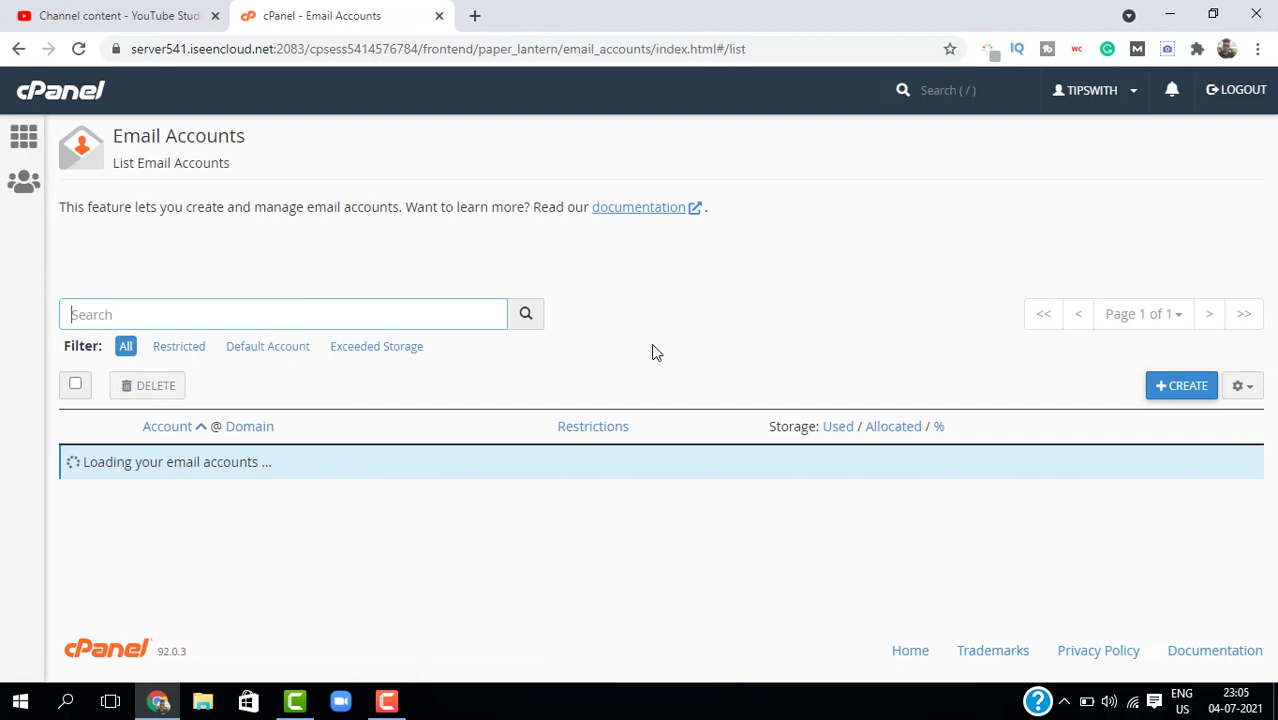 Channel content - YouTube Stud
cPanel - Email Accounts
server541.iseencloud.net:2083/cpsess5414576784/frontend/paper_lantern/email_accounts/index.html#/list
cPanel
Search ( / )
TIPSWITH
LOGOUT
Email Accounts
List Email Accounts
This feature lets you create and manage email accounts. Want to learn more? Read our documentation .
Search
<< < Page 1 of 1 > >>
Filter: All Restricted Default Account Exceeded Storage
DELETE
+ CREATE
Account @ Domain Restrictions Storage: Used / Allocated / %
Loading your email accounts ...
cPanel 92.0.3
Home Trademarks Privacy Policy Documentation
ENG 23:05
US 04-07-2021